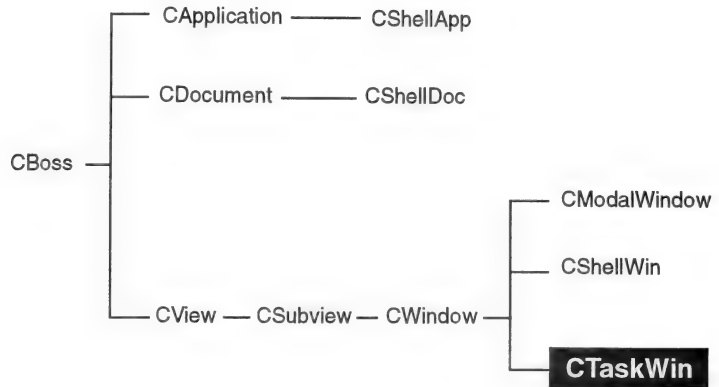 CApplication CShellApp
CDocument CShellDoc
CBoss
CModalWindow
CShellWin
CView CSubview CWindow
CTaskWin